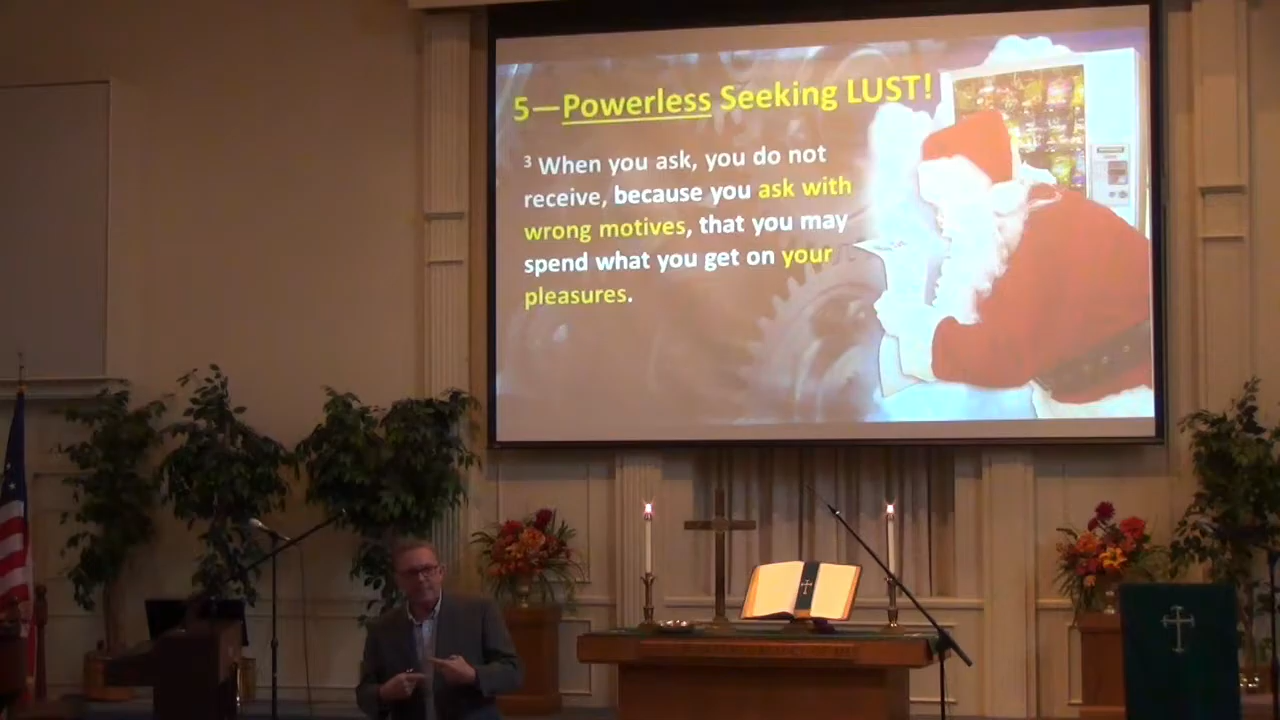 5—Powerless Seeking LUST!
3 When you ask, you do not
receive, because you ask with
wrong motives, that you may
spend what you get on your
pleasures.